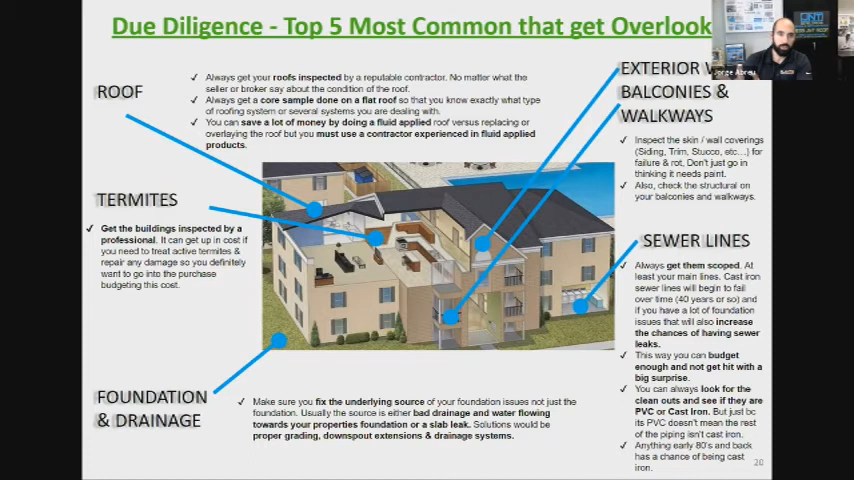 Due Diligence - Top 5 Most Common that get Overlook
Jorge Abreu
ROOF
✓ Always get your roofs inspected by a reputable contractor. No matter what the
seller or broker say about the condition of the roof.
✓ Always get a core sample done on a flat roof so that you know exactly what type
of roofing system or several systems you are dealing with.
✓ You can save a lot of money by doing a fluid applied roof versus replacing or
overlaying the roof but you must use a contractor experienced in fluid applied
products.
EXTERIOR
BALCONIES &
WALKWAYS
✓ Inspect the skin / wall coverings
(Siding, Trim, Stucco, etc...) for
failure & rot, Don't just go in
thinking it needs paint.
✓ Also, check the structural on
your balconies and walkways.
TERMITES
✓ Get the buildings inspected by a
professional. It can get up in cost if
you need to treat active termites &
repair any damage so you definitely
want to go into the purchase
budgeting this cost.
SEWER LINES
✓ Always get them scoped. At
least your main lines. Cast iron
sewer lines will begin to fail
over time (40 years or so) and
if you have a lot of foundation
issues that will also increase
the chances of having sewer
leaks.
✓ This way you can budget
enough and not get hit with a
big surprise.
✓ You can always look for the
clean outs and see if they are
PVC or Cast Iron. But just bc
its PVC doesn't mean the rest
of the piping isn't cast iron.
✓ Anything early 80's and back
has a chance of being cast
iron.
FOUNDATION
& DRAINAGE
✓ Make sure you fix the underlying source of your foundation issues not just the
foundation. Usually the source is either bad drainage and water flowing
towards your properties foundation or a slab leak. Solutions would be
proper grading, downspout extensions & drainage systems.
20